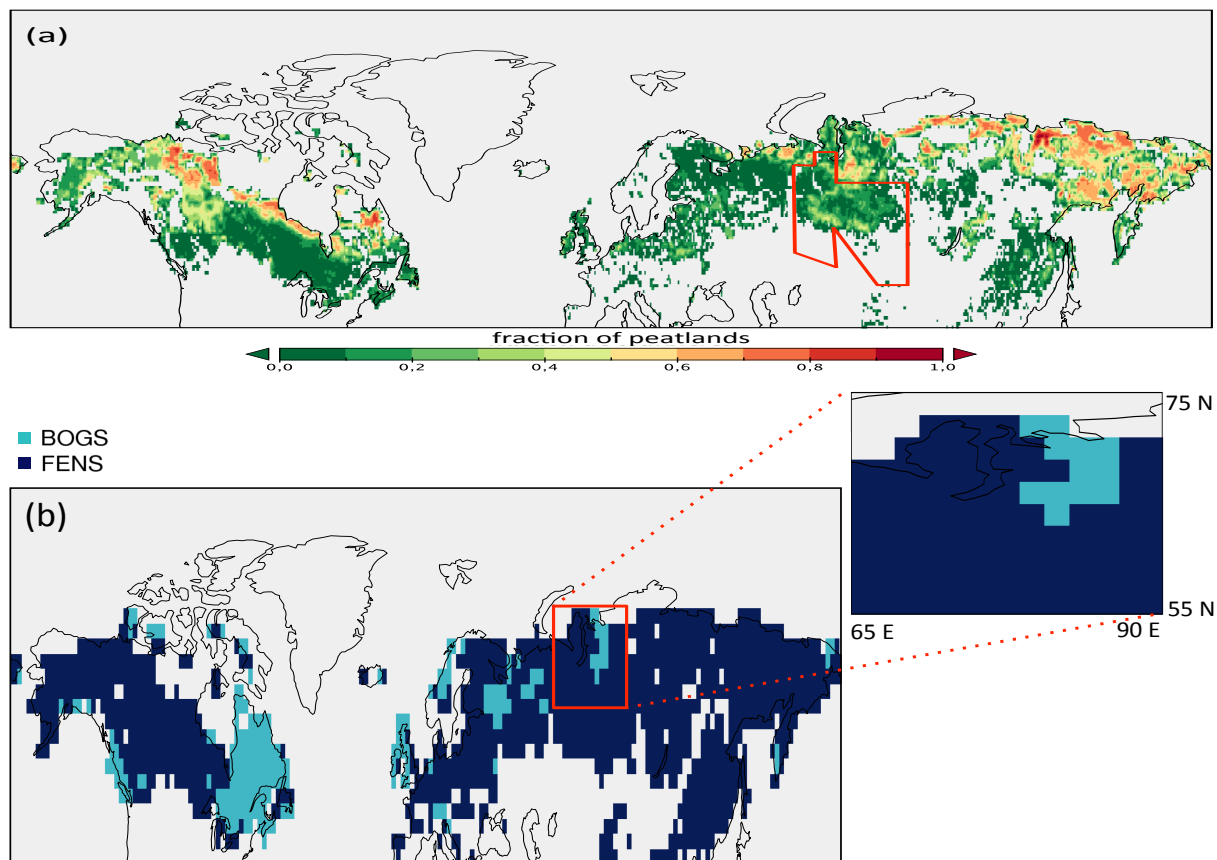 (a)
fraction of peatlands
0,0 0,2 0,4 0,6 0,8 1,0
75 N
BOGS
FENS
(b)
55 N
65 E 90 E